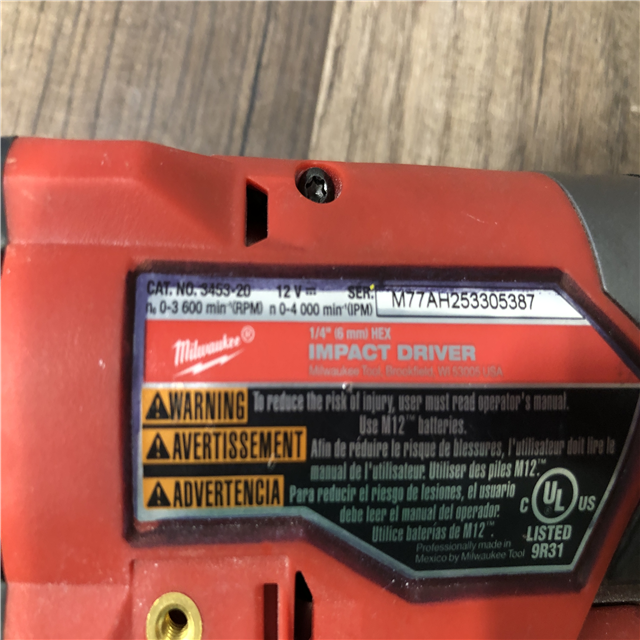 CAT. NO. 3453-20 12 V⎓ SER. M77AH253305387
n₀ 0-3 600 min⁻¹(RPM) n 0-4 000 min⁻¹(IPM)
Milwaukee®
1/4" (6 mm) HEX
IMPACT DRIVER
Milwaukee Tool, Brookfield, WI 53005 USA
WARNING To reduce the risk of injury, user must read operator's manual.
Use M12™ batteries.
AVERTISSEMENT Afin de réduire le risque de blessures, l'utilisateur doit lire le
manuel de l'utilisateur. Utiliser des piles M12.™
ADVERTENCIA Para reducir el riesgo de lesiones, el usuario
debe leer el manual del operador.
Utilice baterías de M12™.
C UL US
LISTED
9R31
Professionally made in
Mexico by Milwaukee Tool